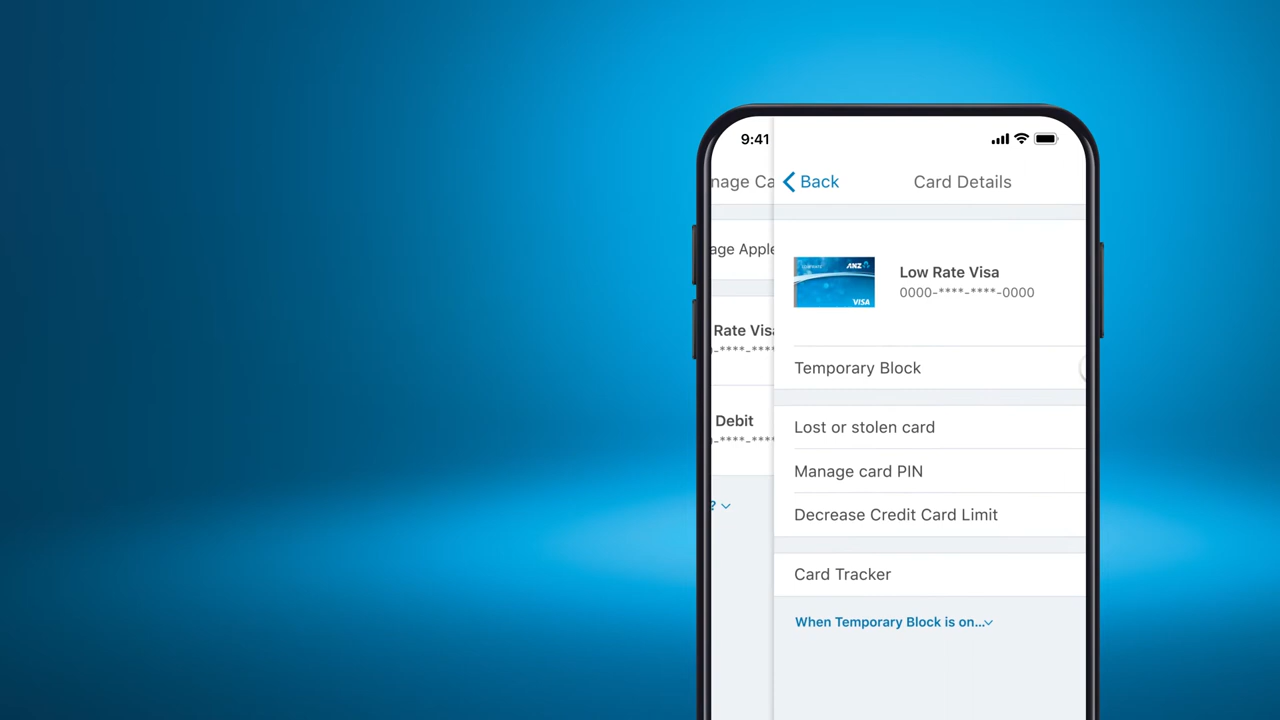 9:41
nage Ca
Back
Card Details
age Apple
ANZ
VISA
Low Rate Visa
0000-****-****-0000
Rate Visa
-****-****
Temporary Block
Debit
-****-****
Lost or stolen card
Manage card PIN
?
Decrease Credit Card Limit
Card Tracker
When Temporary Block is on...